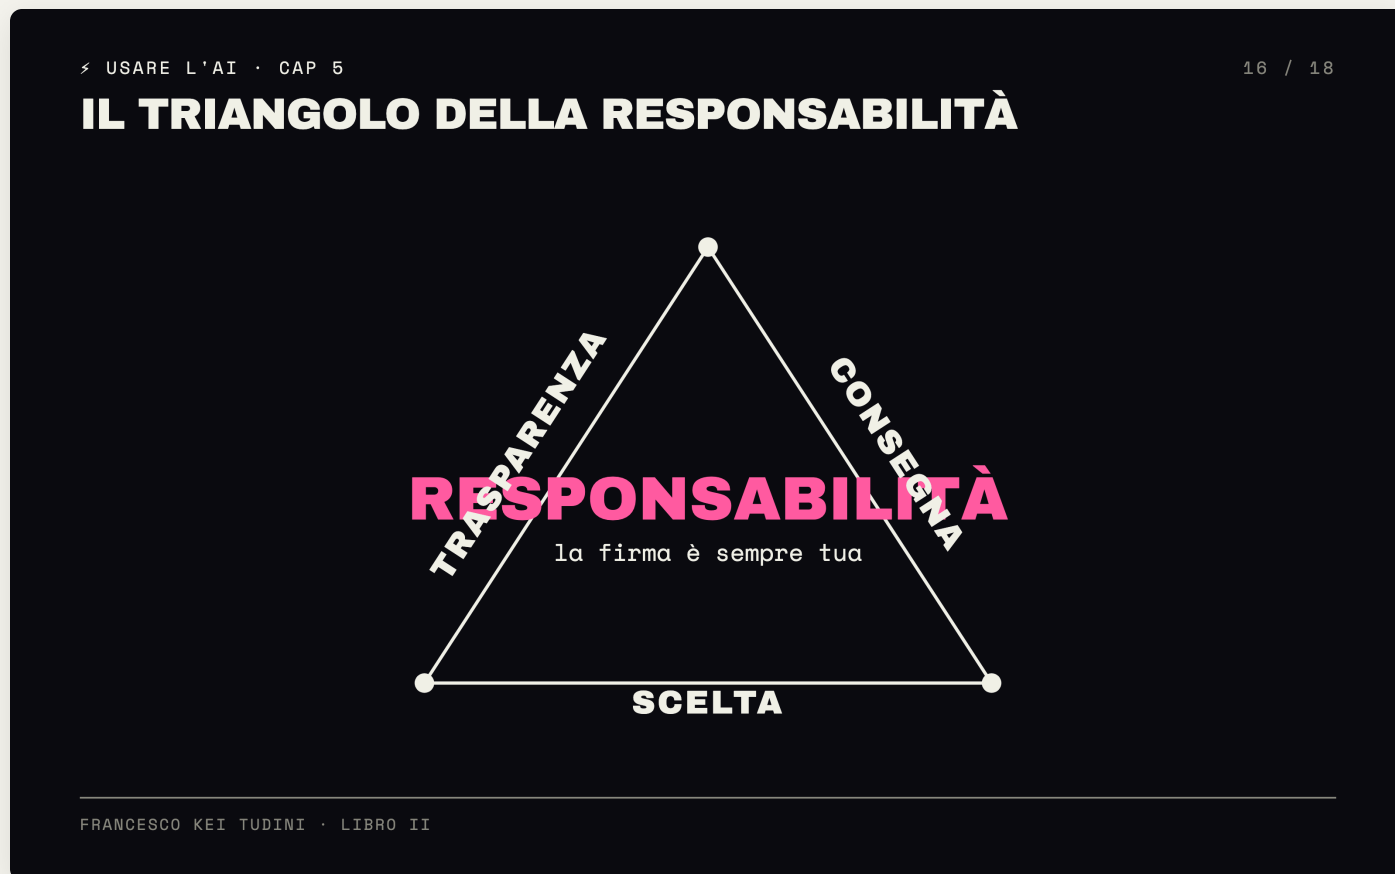 ⚡ USARE L'AI · CAP 5
16 / 18
IL TRIANGOLO DELLA RESPONSABILITÀ
TRASPARENZA
CONSEGNA
RESPONSABILITÀ
la firma è sempre tua
SCELTA
FRANCESCO KEI TUDINI · LIBRO II